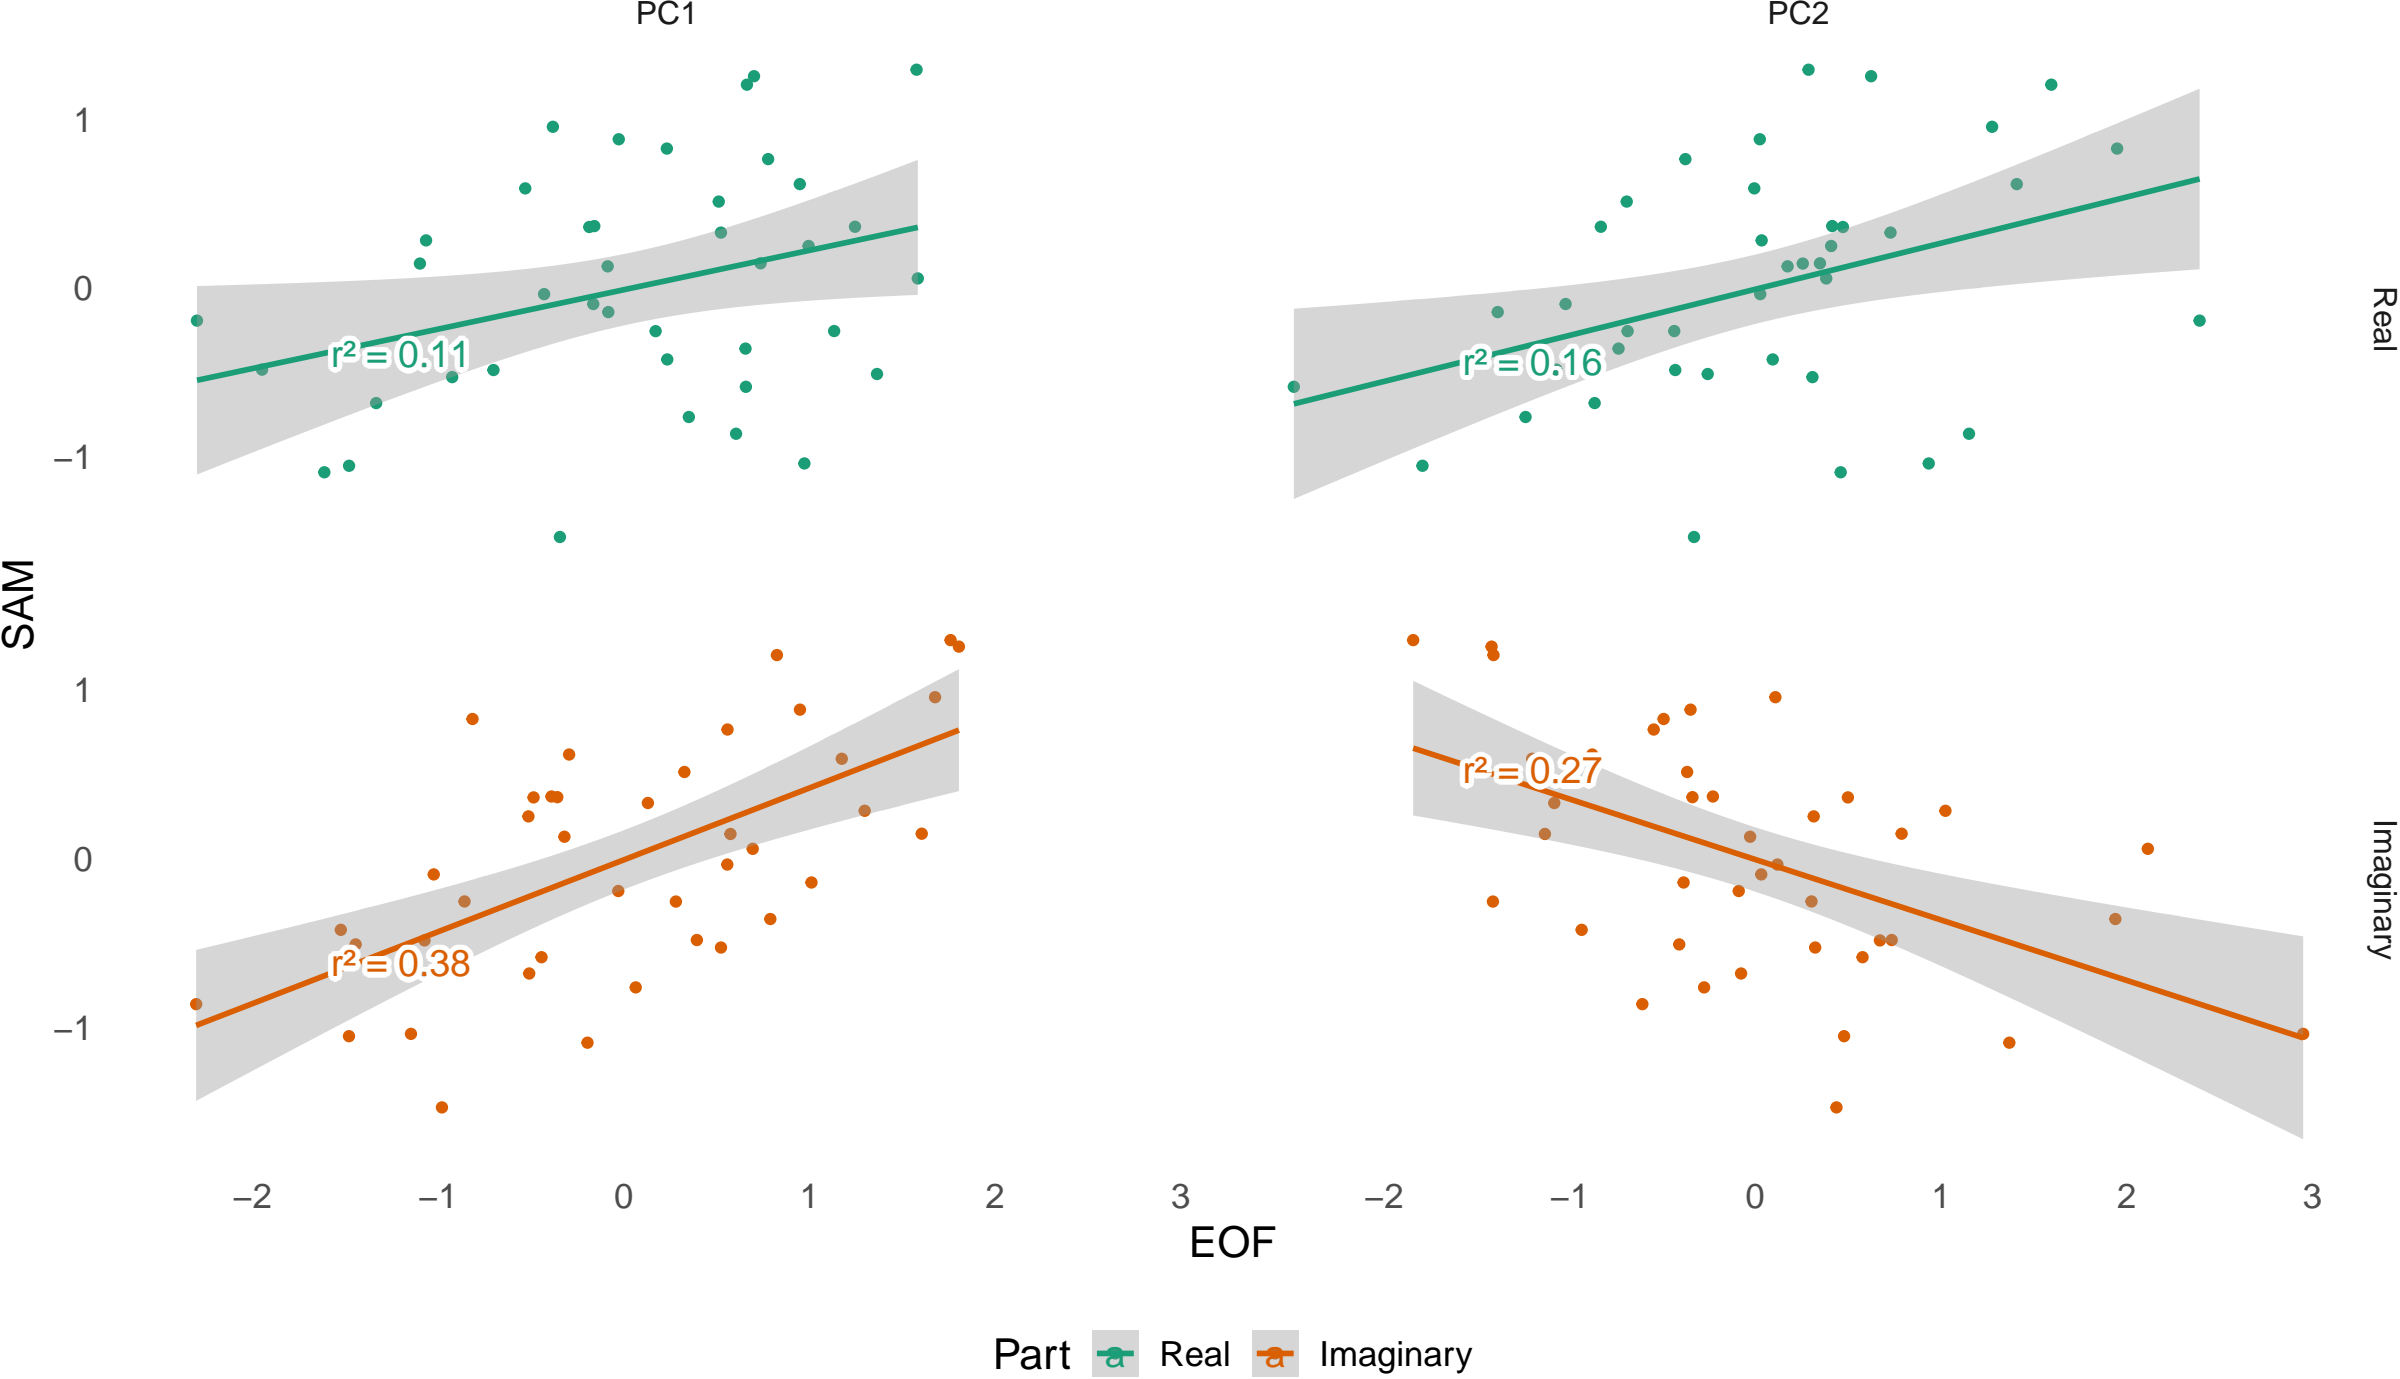 PC1 PC2
1
0
−1
r² = 0.11
r² = 0.16
Real
SAM
1
0
−1
r² = 0.38
r² = 0.27
Imaginary
−2 −1 0 1 2 3 −2 −1 0 1 2 3
EOF
Part a Real a Imaginary